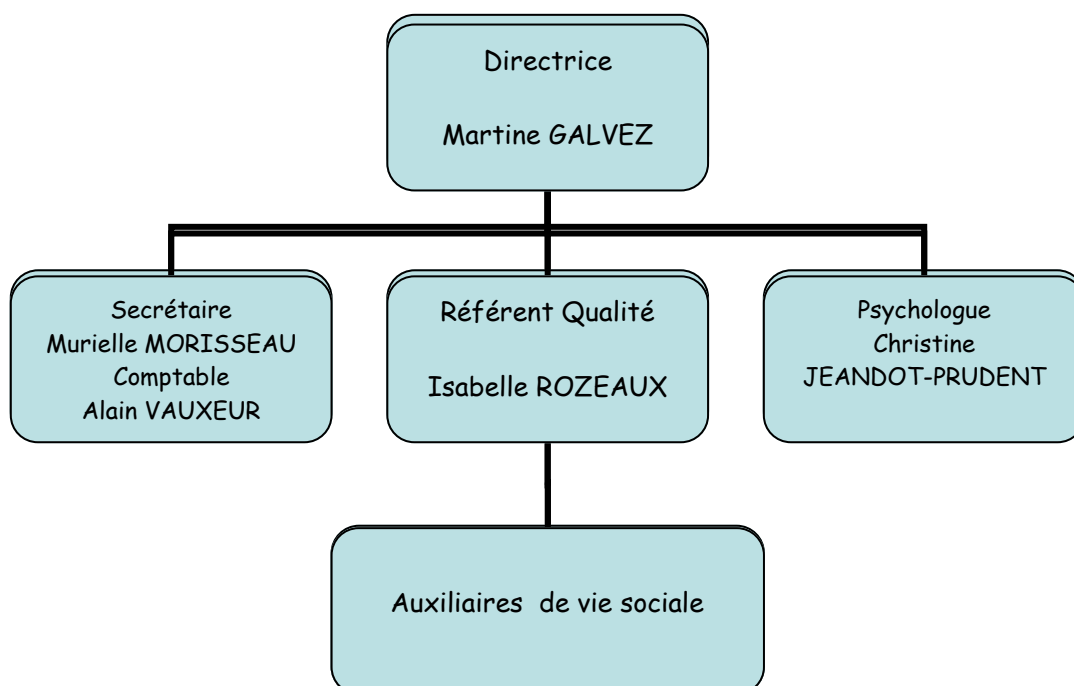 Directrice
Martine GALVEZ
Secrétaire
Murielle MORISSEAU
Comptable
Alain VAUXEUR
Référent Qualité
Isabelle ROZEAUX
Psychologue
Christine
JEANDOT-PRUDENT
Auxiliaires de vie sociale